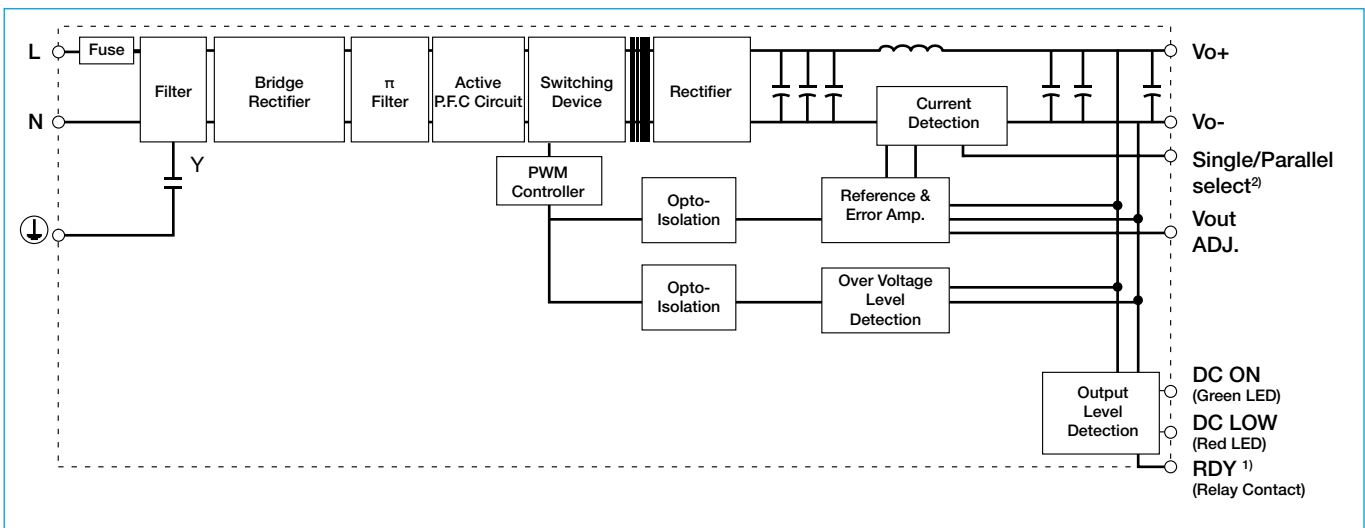 L
Fuse
Filter
Bridge
Rectifier
π
Filter
Active
P.F.C Circuit
Switching
Device
Rectifier
Current
Detection
Vo+
N
Vo-
Y
PWM
Controller
Opto-
Isolation
Reference &
Error Amp.
Single/Parallel
select2)
Vout
ADJ.
Opto-
Isolation
Over Voltage
Level
Detection
Output
Level
Detection
DC ON
(Green LED)
DC LOW
(Red LED)
RDY 1)
(Relay Contact)